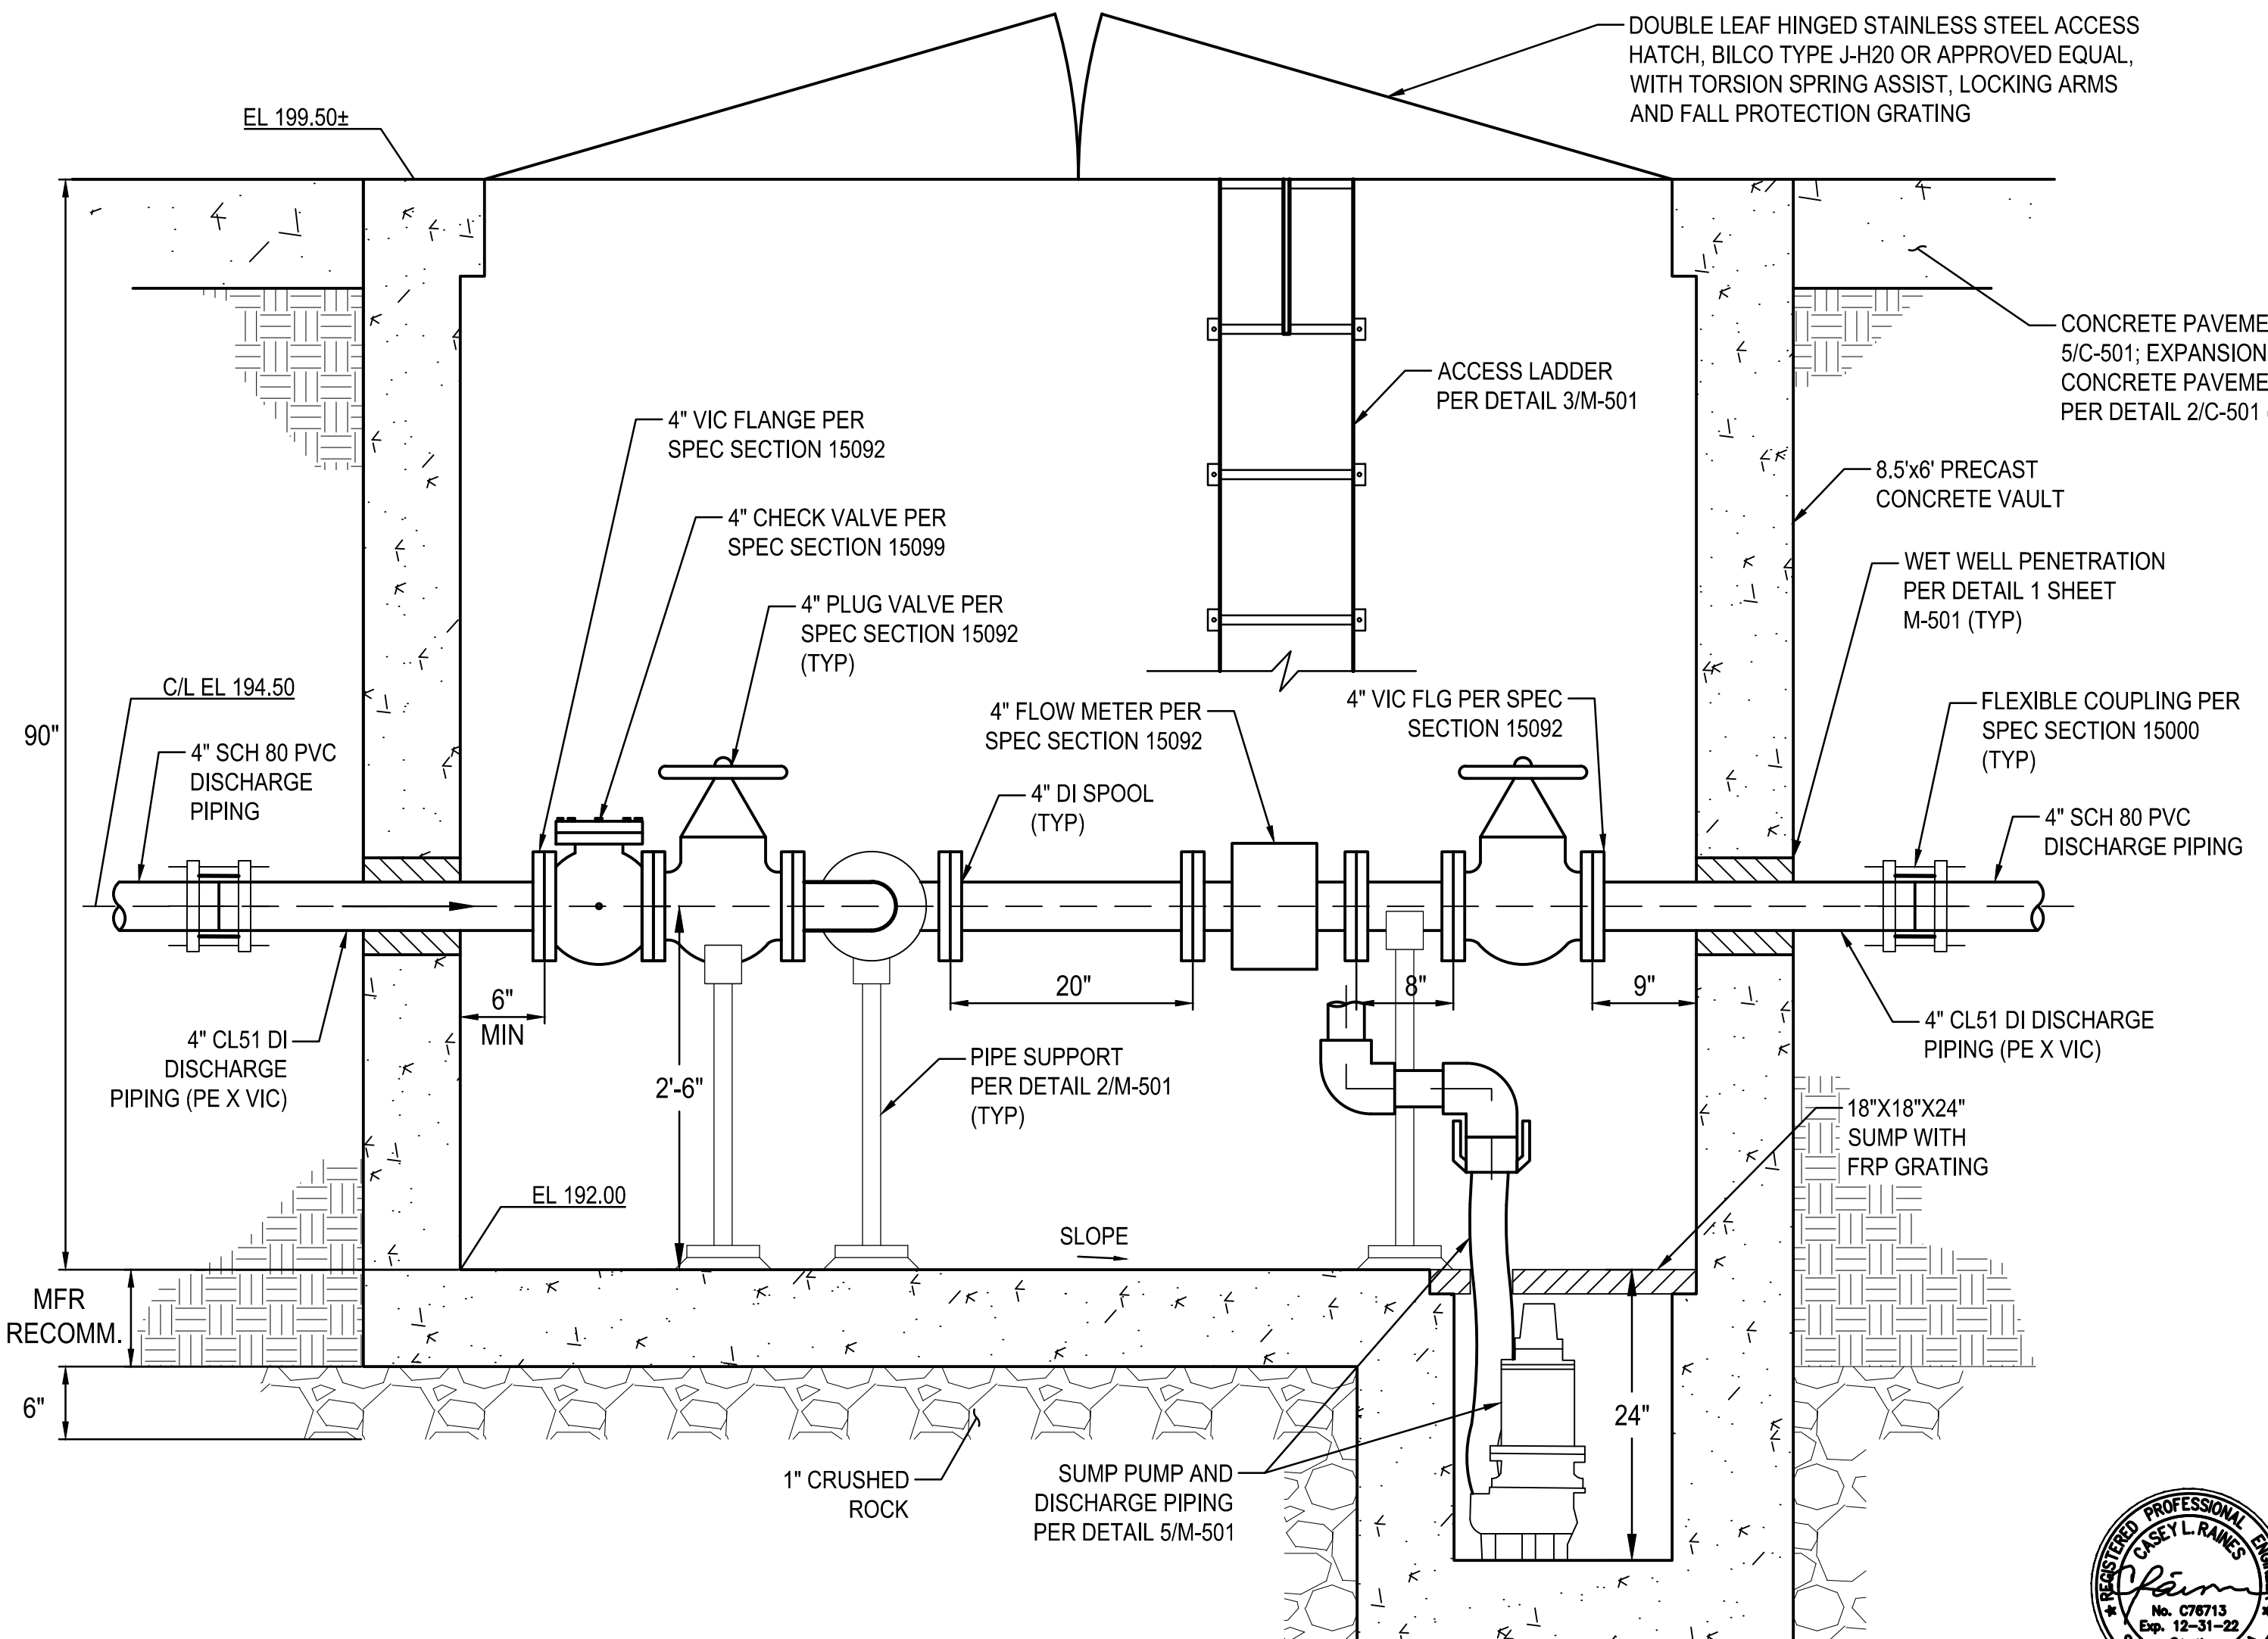 DOUBLE LEAF HINGED STAINLESS STEEL ACCESS
HATCH, BILCO TYPE J-H20 OR APPROVED EQUAL,
WITH TORSION SPRING ASSIST, LOCKING ARMS
AND FALL PROTECTION GRATING
EL 199.50±
CONCRETE PAVEME
5/C-501; EXPANSION
CONCRETE PAVEME
PER DETAIL 2/C-501
ACCESS LADDER
PER DETAIL 3/M-501
4" VIC FLANGE PER
SPEC SECTION 15092
8.5'x6' PRECAST
CONCRETE VAULT
4" CHECK VALVE PER
SPEC SECTION 15099
WET WELL PENETRATION
PER DETAIL 1 SHEET
M-501 (TYP)
4" PLUG VALVE PER
SPEC SECTION 15092
(TYP)
C/L EL 194.50
4" FLOW METER PER
SPEC SECTION 15092
4" VIC FLG PER SPEC
SECTION 15092
FLEXIBLE COUPLING PER
SPEC SECTION 15000
(TYP)
90"
4" SCH 80 PVC
DISCHARGE
PIPING
4" DI SPOOL
(TYP)
4" SCH 80 PVC
DISCHARGE PIPING
6"
MIN
20"
8"
9"
4" CL51 DI
DISCHARGE
PIPING (PE X VIC)
2'-6"
PIPE SUPPORT
PER DETAIL 2/M-501
(TYP)
4" CL51 DI DISCHARGE
PIPING (PE X VIC)
18"X18"X24"
SUMP WITH
FRP GRATING
EL 192.00
SLOPE
MFR
RECOMM.
6"
24"
1" CRUSHED
ROCK
SUMP PUMP AND
DISCHARGE PIPING
PER DETAIL 5/M-501
REGISTERED PROFESSIONAL
CASEY L. RAINES
No. C76713
Exp. 12-31-22